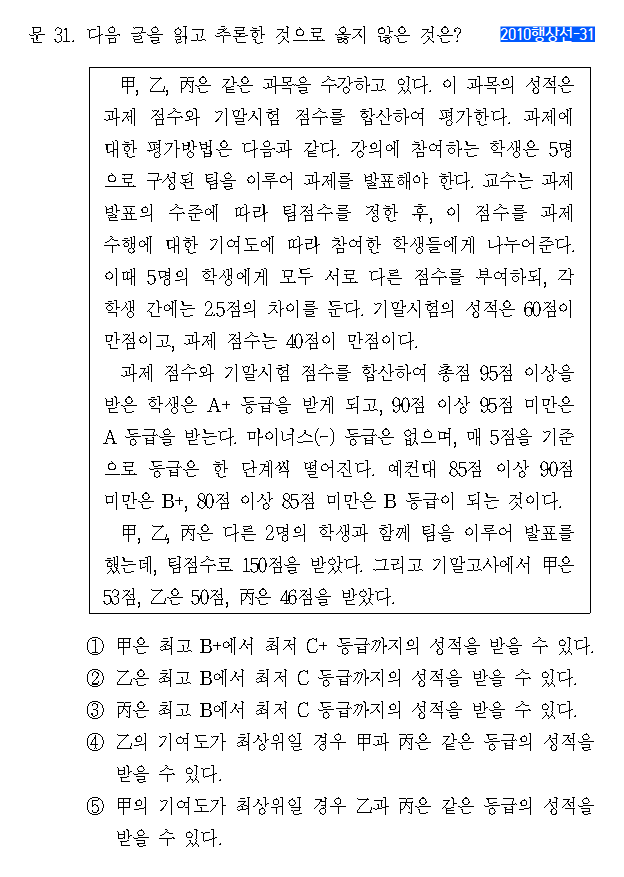 문 31. 다음 글을 읽고 추론한 것으로 옳지 않은 것은? 2010행상선-31
甲, 乙, 丙은 같은 과목을 수강하고 있다. 이 과목의 성적은
과제 점수와 기말시험 점수를 합산하여 평가한다. 과제에
대한 평가방법은 다음과 같다. 강의에 참여하는 학생은 5명
으로 구성된 팀을 이루어 과제를 발표해야 한다. 교수는 과제
발표의 수준에 따라 팀점수를 정한 후, 이 점수를 과제
수행에 대한 기여도에 따라 참여한 학생들에게 나누어준다.
이때 5명의 학생에게 모두 서로 다른 점수를 부여하되, 각
학생 간에는 2.5점의 차이를 둔다. 기말시험의 성적은 60점이
만점이고, 과제 점수는 40점이 만점이다.
과제 점수와 기말시험 점수를 합산하여 총점 95점 이상을
받은 학생은 A+ 등급을 받게 되고, 90점 이상 95점 미만은
A 등급을 받는다. 마이너스(-) 등급은 없으며, 매 5점을 기준
으로 등급은 한 단계씩 떨어진다. 예컨대 85점 이상 90점
미만은 B+, 80점 이상 85점 미만은 B 등급이 되는 것이다.
甲, 乙, 丙은 다른 2명의 학생과 함께 팀을 이루어 발표를
했는데, 팀점수로 150점을 받았다. 그리고 기말고사에서 甲은
53점, 乙은 50점, 丙은 46점을 받았다.
① 甲은 최고 B+에서 최저 C+ 등급까지의 성적을 받을 수 있다.
② 乙은 최고 B에서 최저 C 등급까지의 성적을 받을 수 있다.
③ 丙은 최고 B에서 최저 C 등급까지의 성적을 받을 수 있다.
④ 乙의 기여도가 최상위일 경우 甲과 丙은 같은 등급의 성적을
받을 수 있다.
⑤ 甲의 기여도가 최상위일 경우 乙과 丙은 같은 등급의 성적을
받을 수 있다.